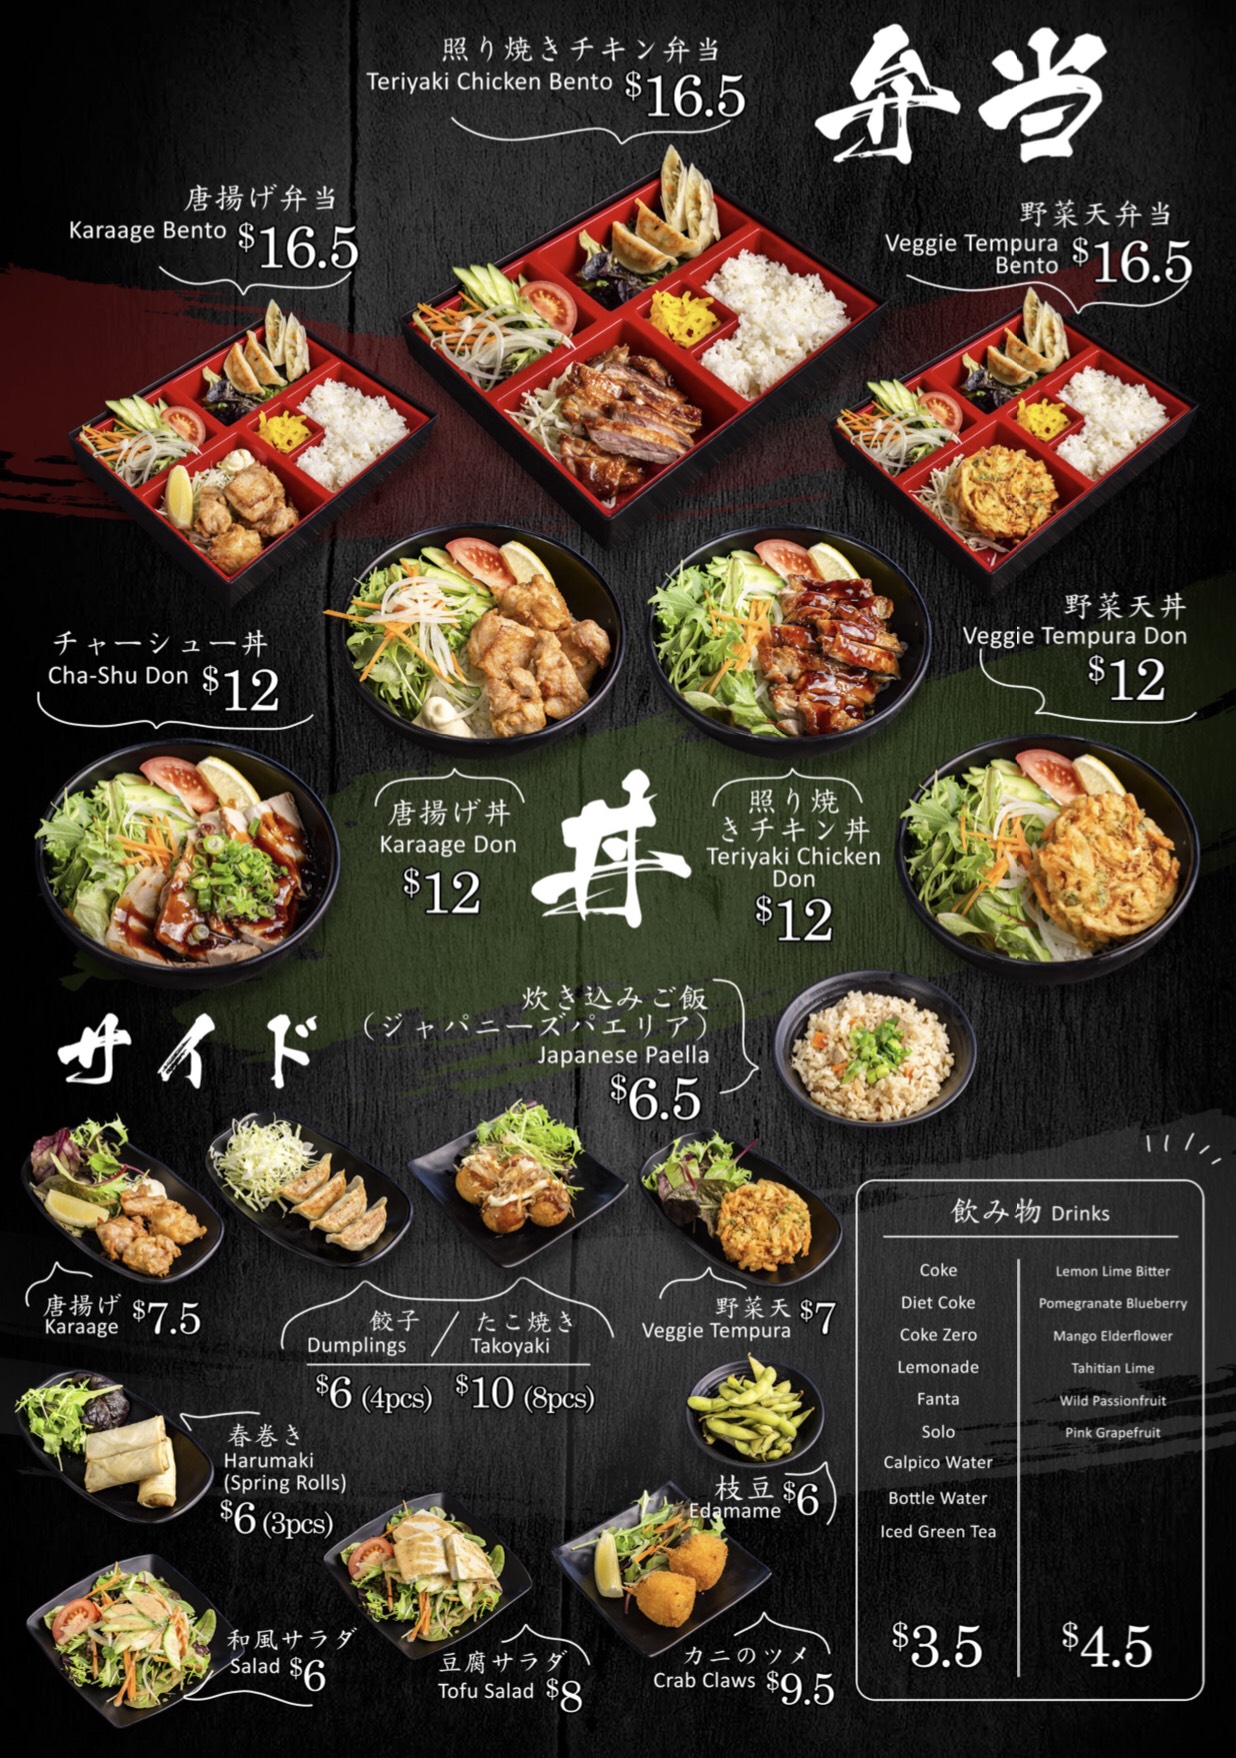 照り焼きチキン弁当
Teriyaki Chicken Bento $16.5
弁当
唐揚げ弁当
Karaage Bento $16.5
野菜天弁当
Veggie Tempura
Bento $16.5
チャーシュー丼
Cha-Shu Don $12
野菜天丼
Veggie Tempura Don
$12
唐揚げ丼
Karaage Don
$12
丼
照り焼
きチキン丼
Teriyaki Chicken
Don
$12
サイド
炊き込みご飯
(ジャパニーズパエリア)
Japanese Paella
$6.5
唐揚げ
Karaage $7.5
餃子 / たこ焼き
Dumplings Takoyaki
$6 (4pcs) $10 (8pcs)
野菜天
Veggie Tempura $7
春巻き
Harumaki
(Spring Rolls)
$6 (3pcs)
枝豆
Edamame $6
和風サラダ
Salad $6
豆腐サラダ
Tofu Salad $8
カニのツメ
Crab Claws $9.5
飲み物 Drinks
Coke
Diet Coke
Coke Zero
Lemonade
Fanta
Solo
Calpico Water
Bottle Water
Iced Green Tea
$3.5
Lemon Lime Bitter
Pomegranate Blueberry
Mango Elderflower
Tahitian Lime
Wild Passionfruit
Pink Grapefruit
$4.5